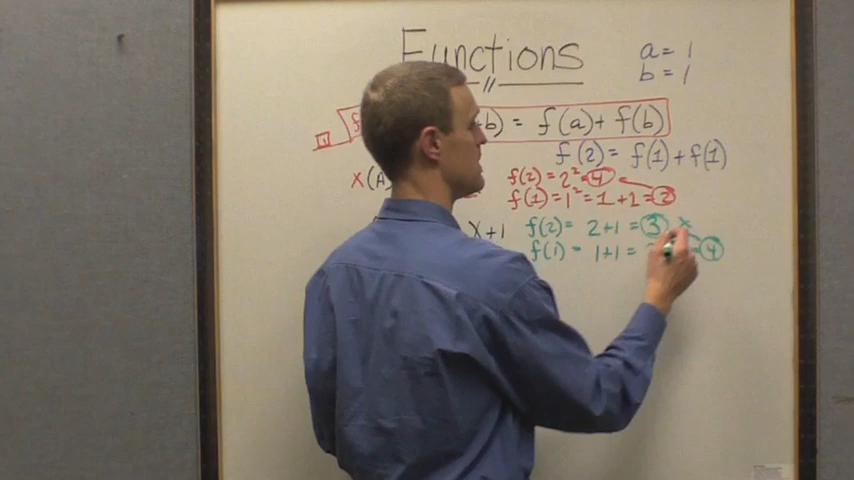 Functions
a = 1
b = 1
+b) = f(a) + f(b)
f(2) = f(1) + f(1)
x(A)
f(2) = 2² = 4
f(1) = 1² = 1 + 1 = 2
x+1
f(2) = 2+1 = 3 x
f(1) = 1+1 = 4